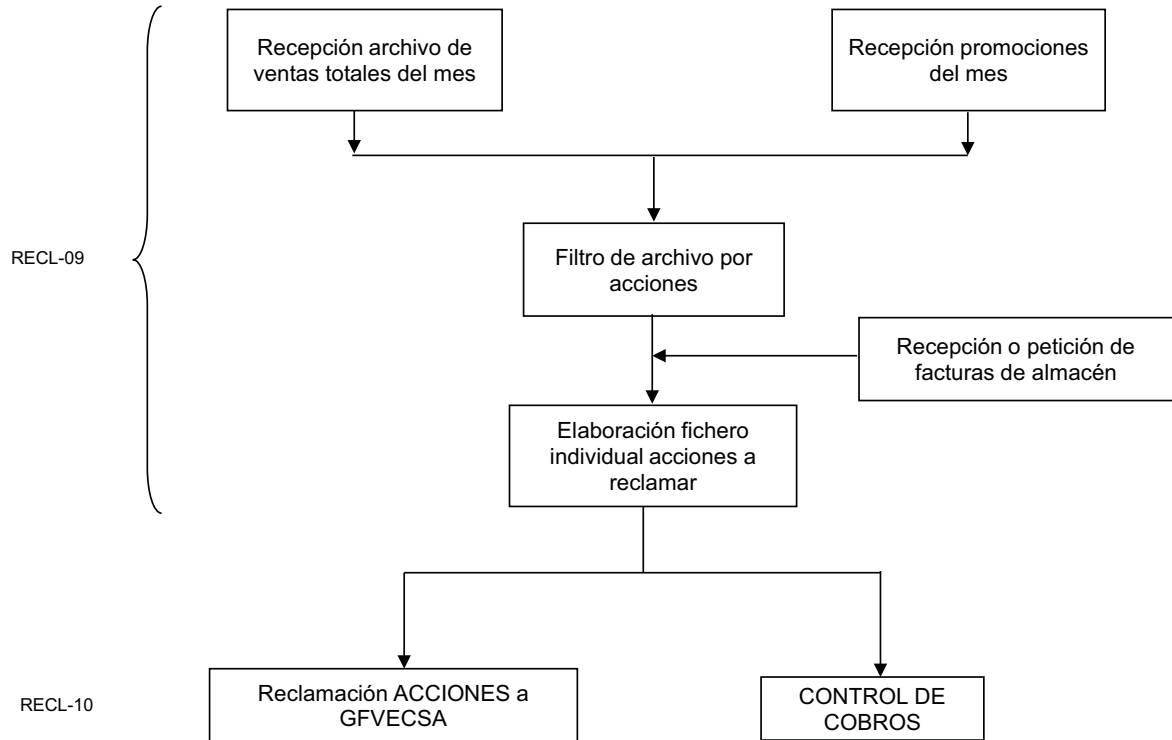 Recepción archivo de
ventas totales del mes
Recepción promociones
del mes
RECL-09
Filtro de archivo por
acciones
Recepción o petición de
facturas de almacén
Elaboración fichero
individual acciones a
reclamar
RECL-10
Reclamación ACCIONES a
GFVECSA
CONTROL DE
COBROS